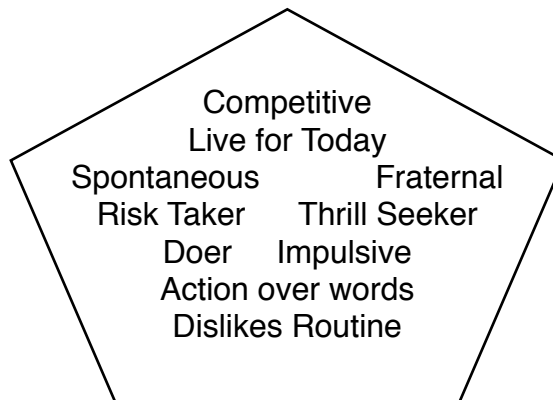 Competitive
Live for Today
Spontaneous Fraternal
Risk Taker Thrill Seeker
Doer Impulsive
Action over words
Dislikes Routine